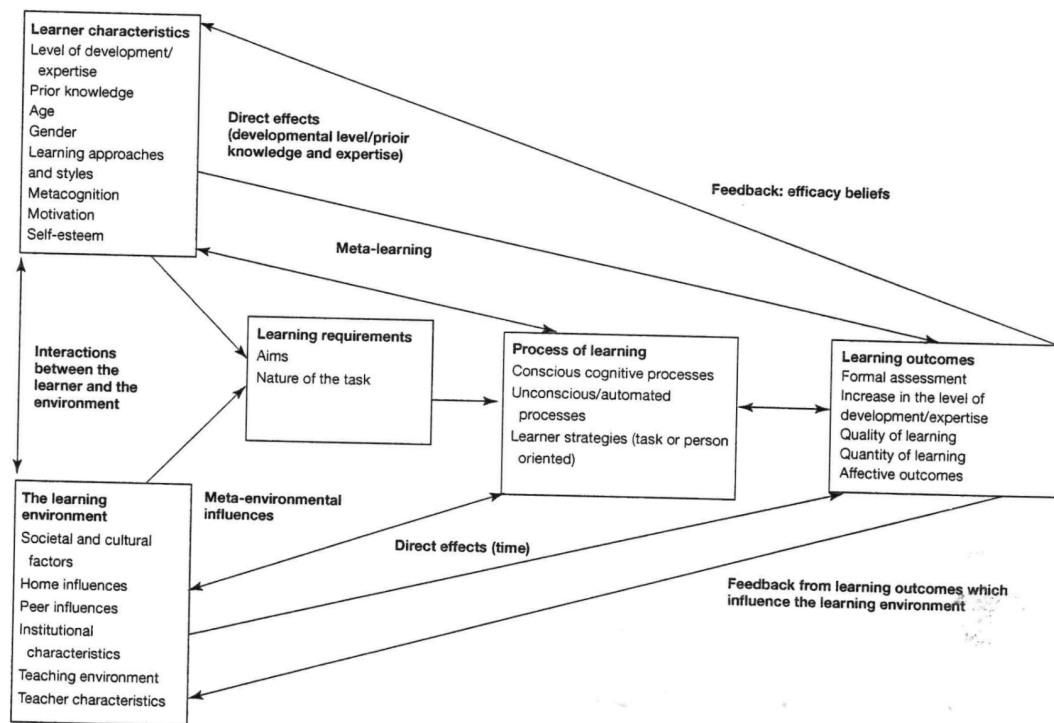 Learner characteristics
Level of development/
expertise
Prior knowledge
Age
Gender
Learning approaches
and styles
Metacognition
Motivation
Self-esteem
Direct effects
(developmental level/prioir
knowledge and expertise)
Feedback: efficacy beliefs
Meta-learning
Interactions
between the
learner and the
environment
Learning requirements
Aims
Nature of the task
Process of learning
Conscious cognitive processes
Unconscious/automated
processes
Learner strategies (task or person
oriented)
Learning outcomes
Formal assessment
Increase in the level of
development/expertise
Quality of learning
Quantity of learning
Affective outcomes
The learning
environment
Societal and cultural
factors
Home influences
Peer influences
Institutional
characteristics
Teaching environment
Teacher characteristics
Meta-environmental
influences
Direct effects (time)
Feedback from learning outcomes which
influence the learning environment